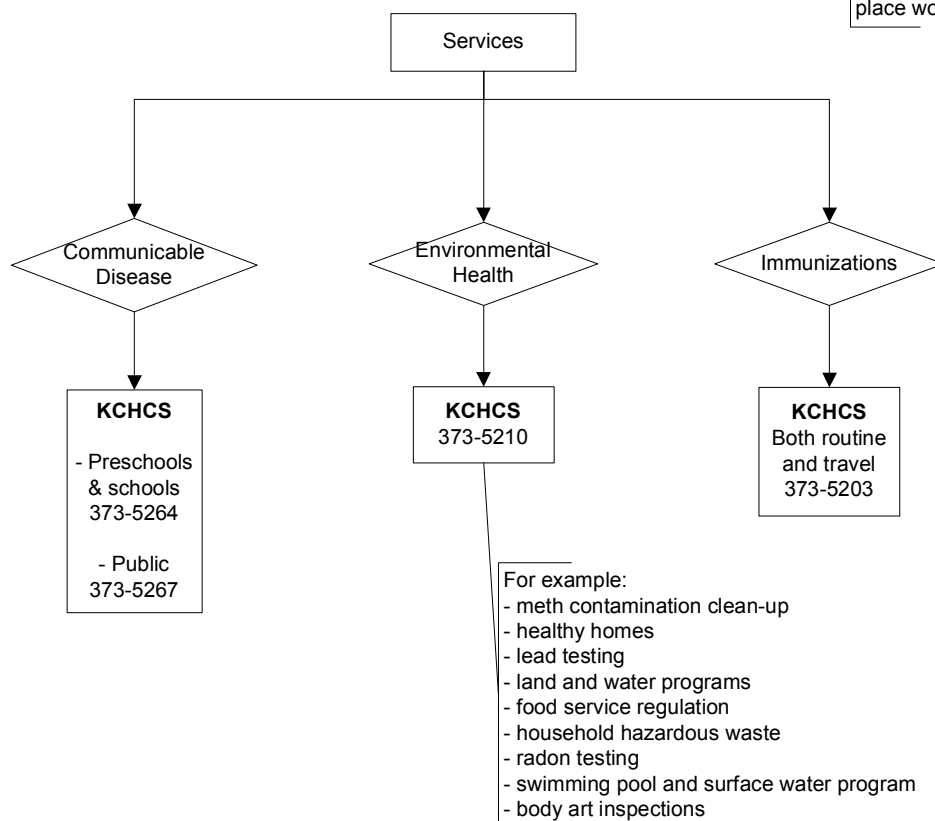 place wo
Services
Communicable
Disease
Environmental
Health
Immunizations
KCHCS
- Preschools
& schools
373-5264
- Public
373-5267
KCHCS
373-5210
KCHCS
Both routine
and travel
373-5203
For example:
- meth contamination clean-up
- healthy homes
- lead testing
- land and water programs
- food service regulation
- household hazardous waste
- radon testing
- swimming pool and surface water program
- body art inspections